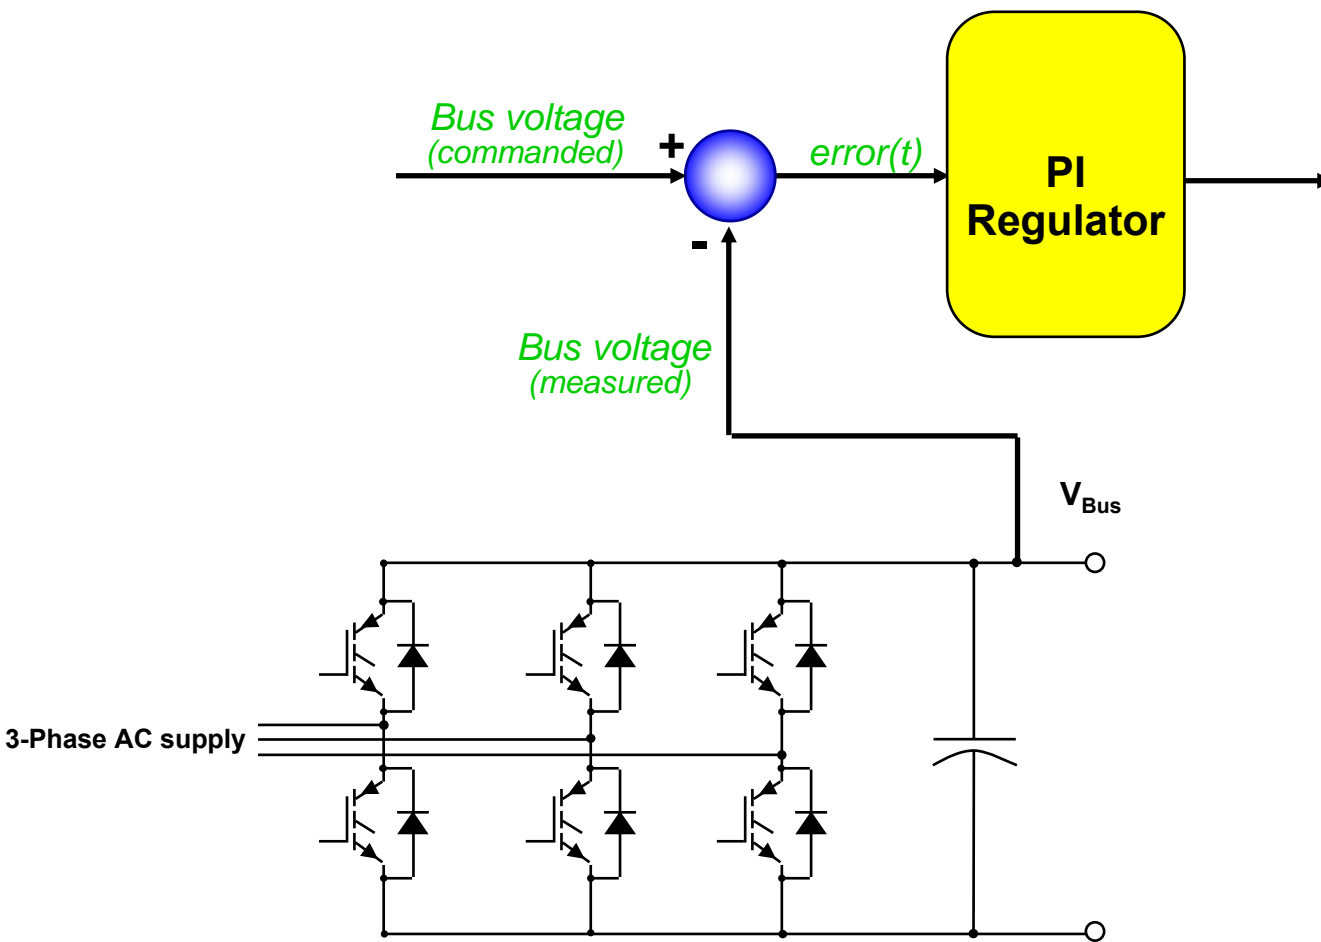 Bus voltage
(commanded)
+
error(t)
PI
Regulator
-
Bus voltage
(measured)
VBus
3-Phase AC supply